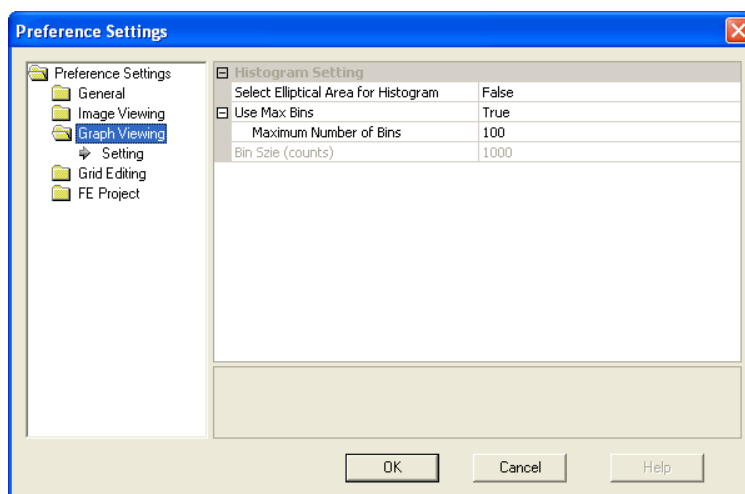 Preference Settings
Preference Settings
General
Image Viewing
Graph Viewing
Setting
Grid Editing
FE Project
Histogram Setting
Select Elliptical Area for Histogram False
Use Max Bins True
Maximum Number of Bins 100
Bin Szie (counts) 1000
OK Cancel Help